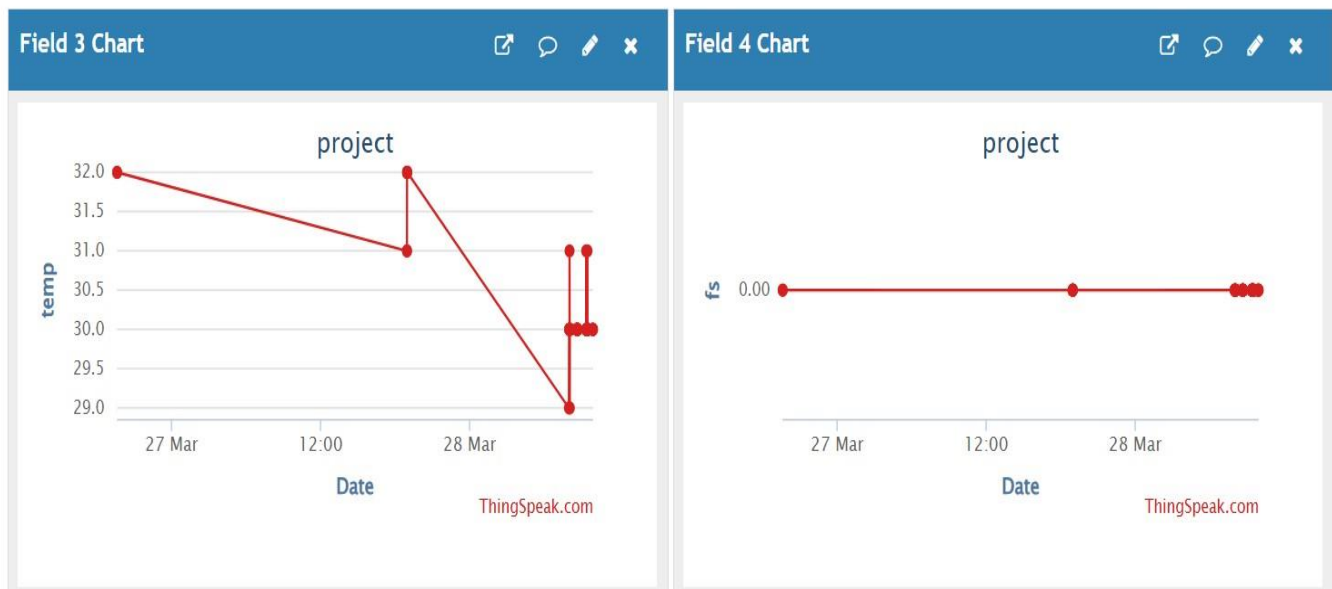 Field 3 Chart
project
temp
32.0
31.5
31.0
30.5
30.0
29.5
29.0
27 Mar 12:00 28 Mar
Date
ThingSpeak.com
Field 4 Chart
project
fs
0.00
27 Mar 12:00 28 Mar
Date
ThingSpeak.com